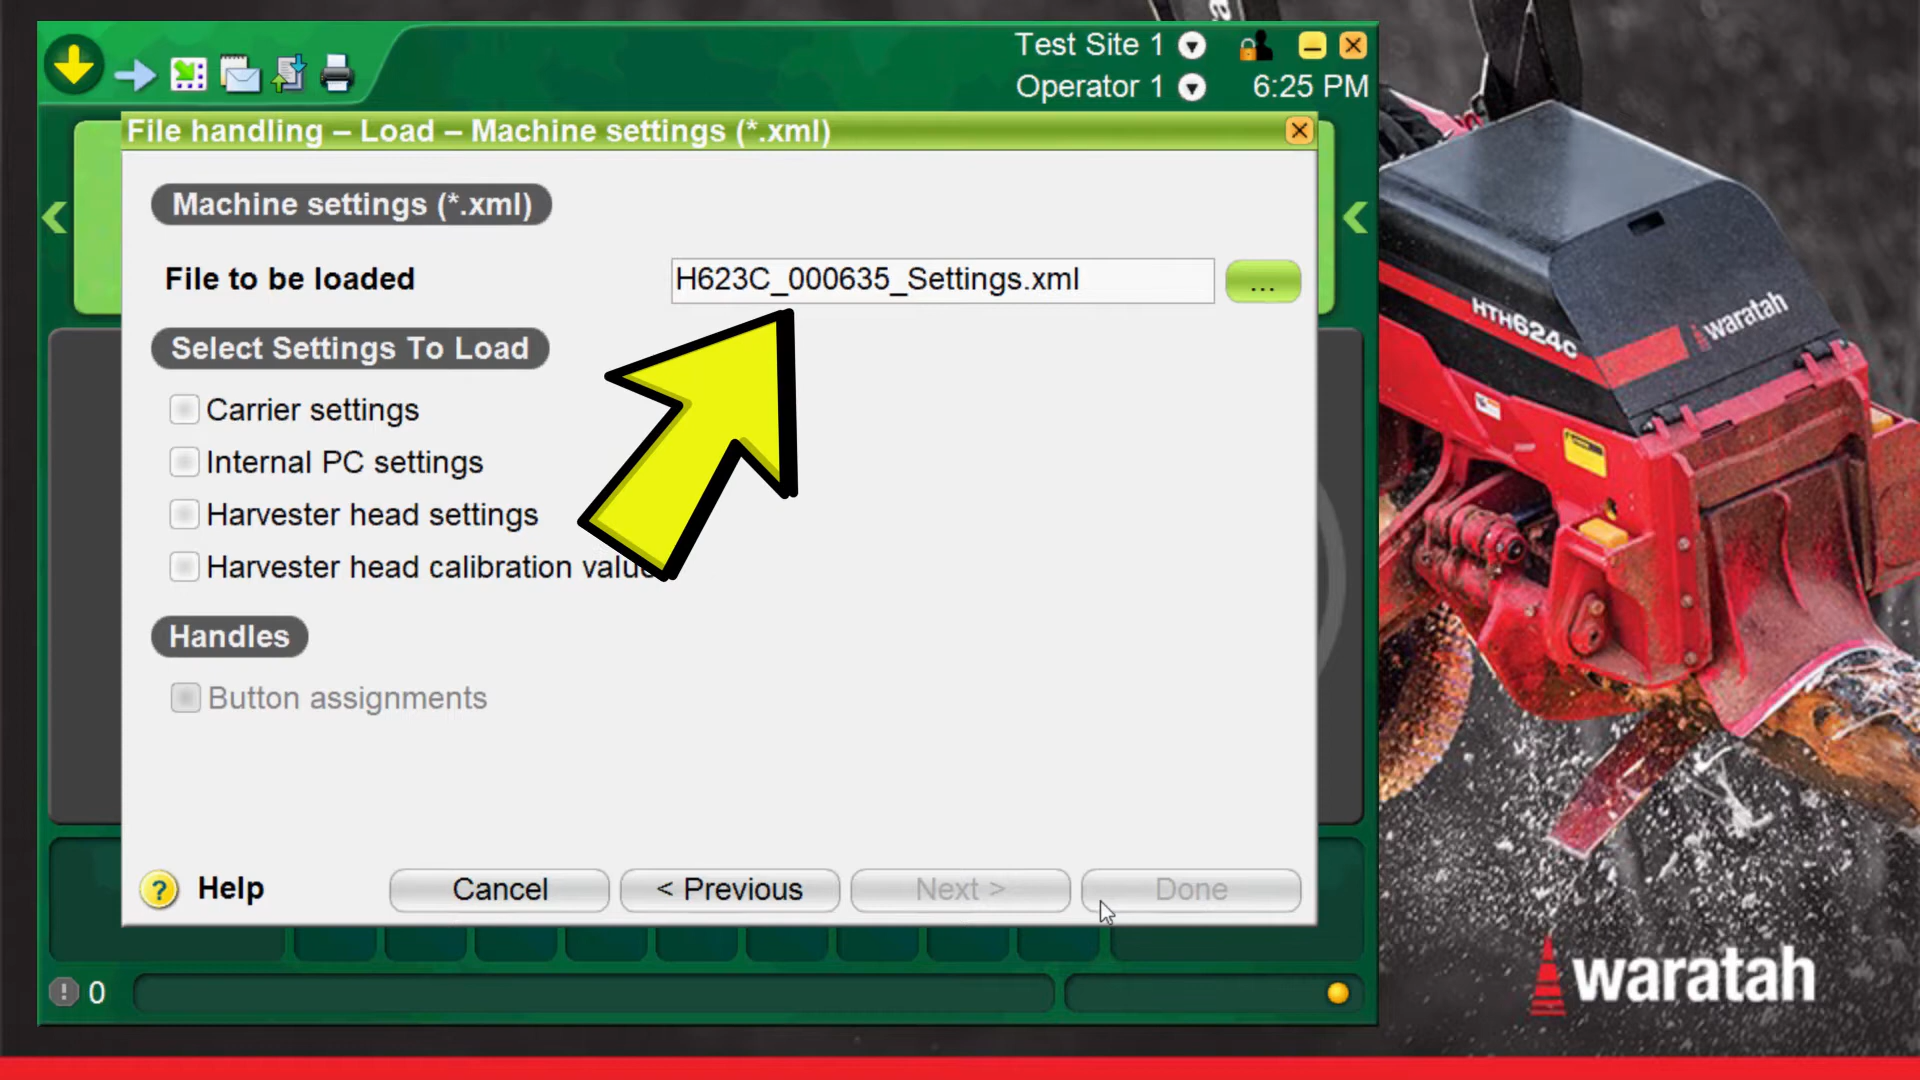 Test Site 1
Operator 1
6:25 PM
File handling – Load – Machine settings (*.xml)
Machine settings (*.xml)
File to be loaded
H623C_000635_Settings.xml
...
Select Settings To Load
Carrier settings
Internal PC settings
Harvester head settings
Harvester head calibration value
Handles
Button assignments
? Help
Cancel
< Previous
Next >
Done
! 0
HTH624C
waratah
waratah